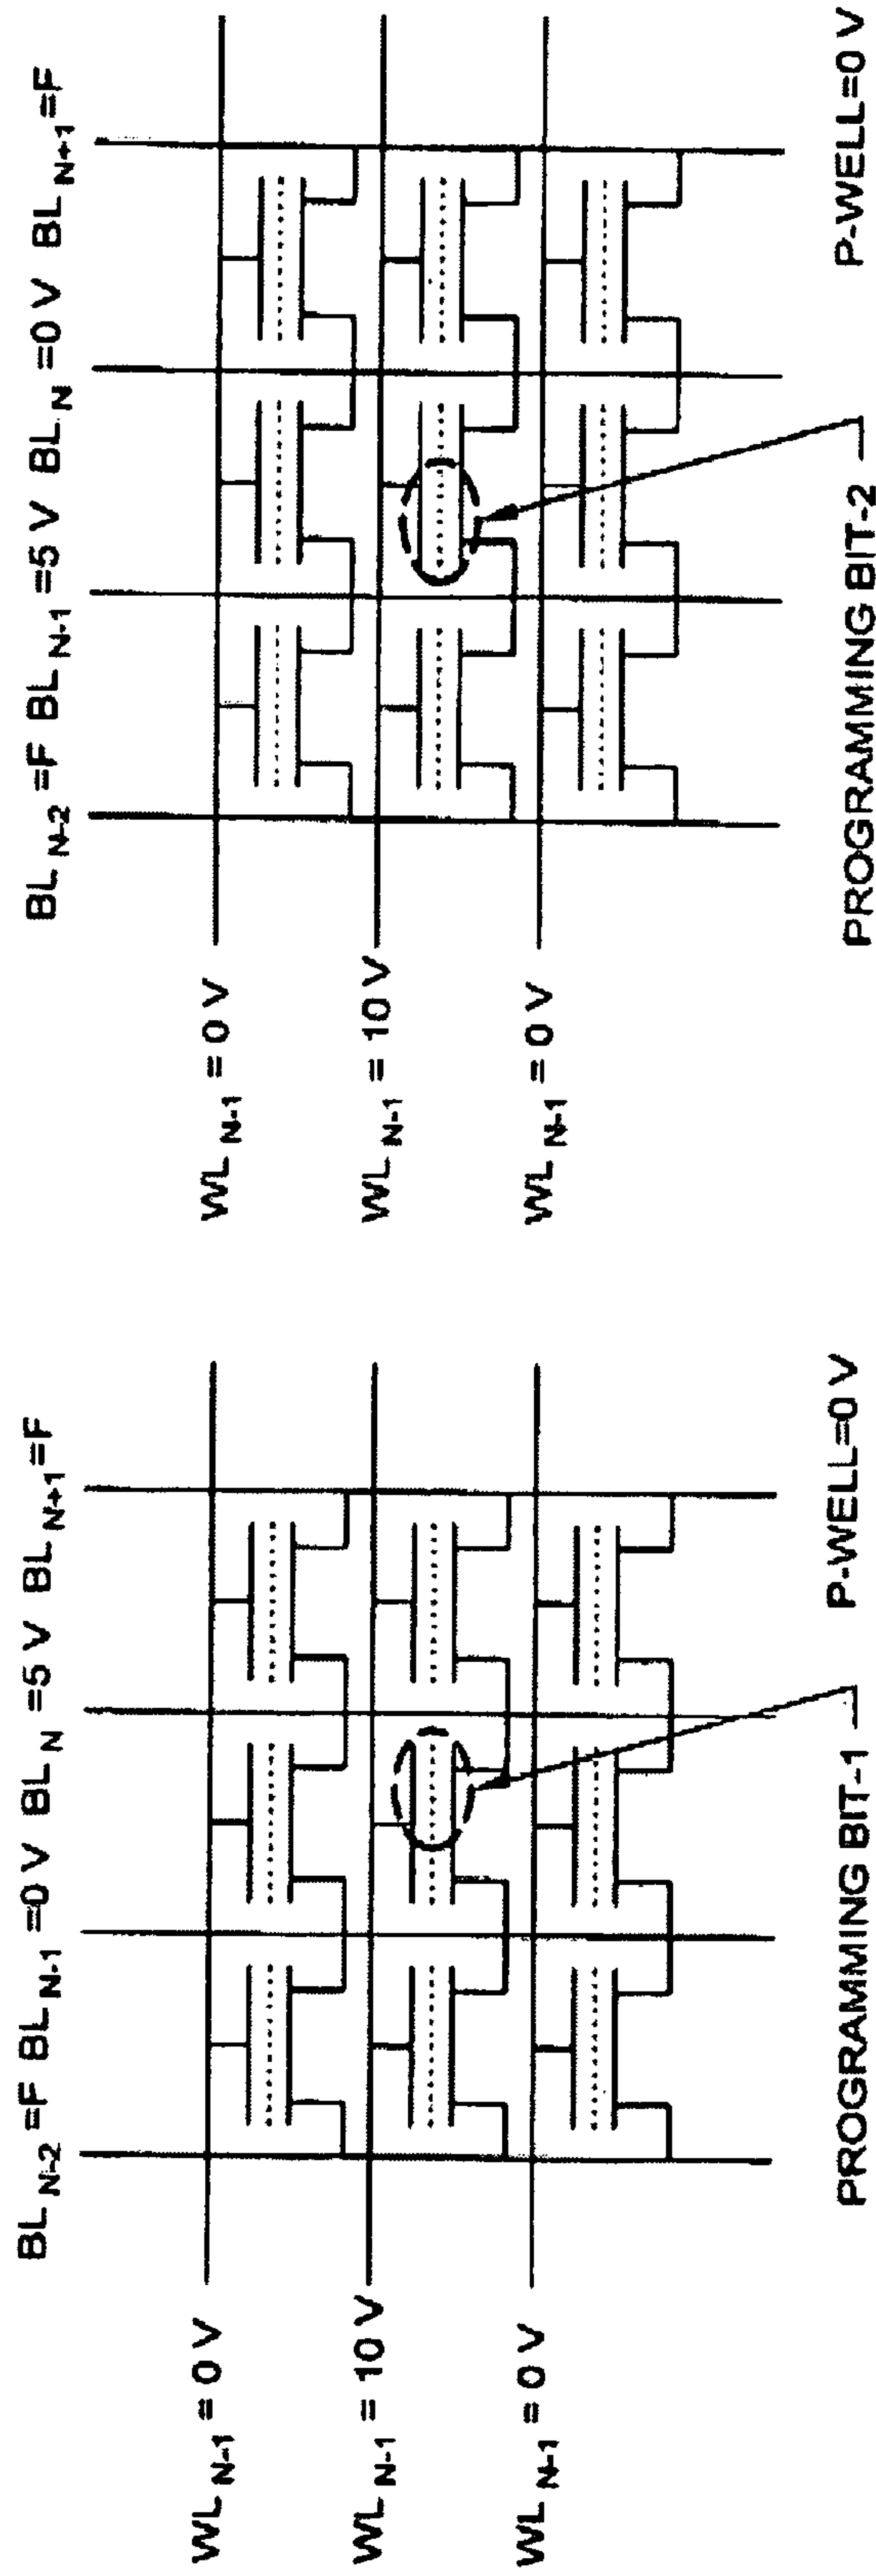 BL N-2 =F BL N-1 =0 V BL N =5 V BL N+1 =F
WL N-1 = 0 V
WL N-1 = 10 V
WL N-1 = 0 V
PROGRAMMING BIT-1
P-WELL=0 V
BL N-2 =F BL N-1 =5 V BL N =0 V BL N+1 =F
WL N-1 = 0 V
WL N-1 = 10 V
WL N-1 = 0 V
PROGRAMMING BIT-2
P-WELL=0 V